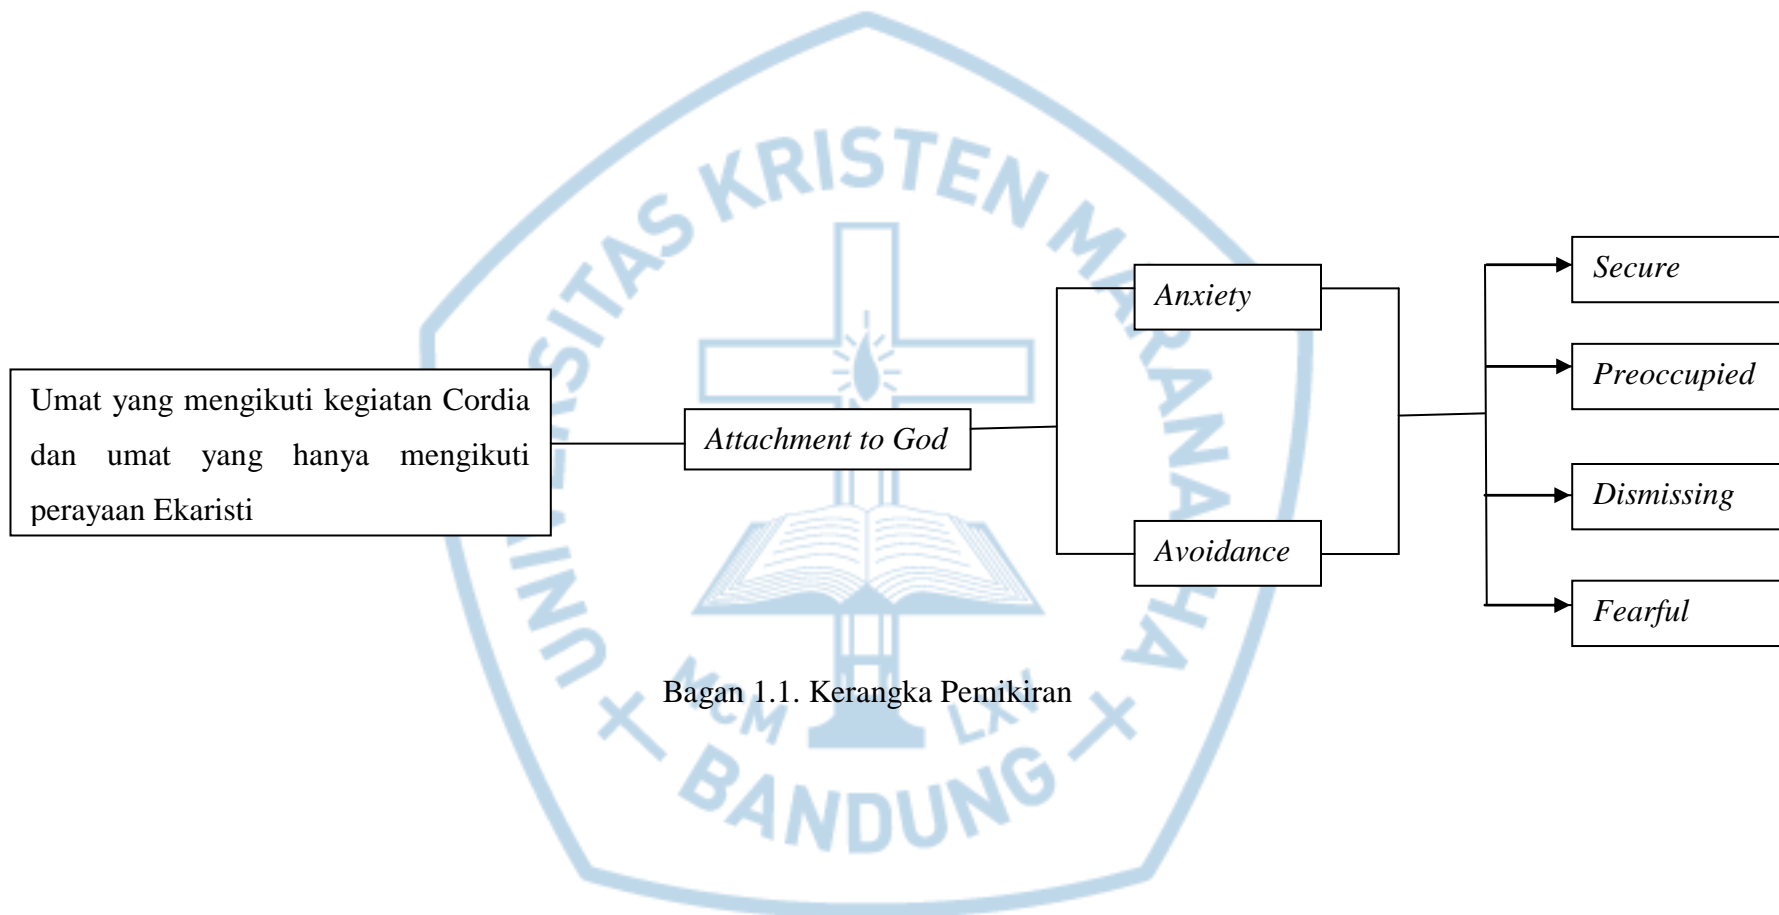 UNIVERSITAS KRISTEN MARANATHA
Umat yang mengikuti kegiatan Cordia
dan umat yang hanya mengikuti
perayaan Ekaristi
Attachment to God
Anxiety
Avoidance
Secure
Preoccupied
Dismissing
Fearful
MCM LXV
BANDUNG
Bagan 1.1. Kerangka Pemikiran